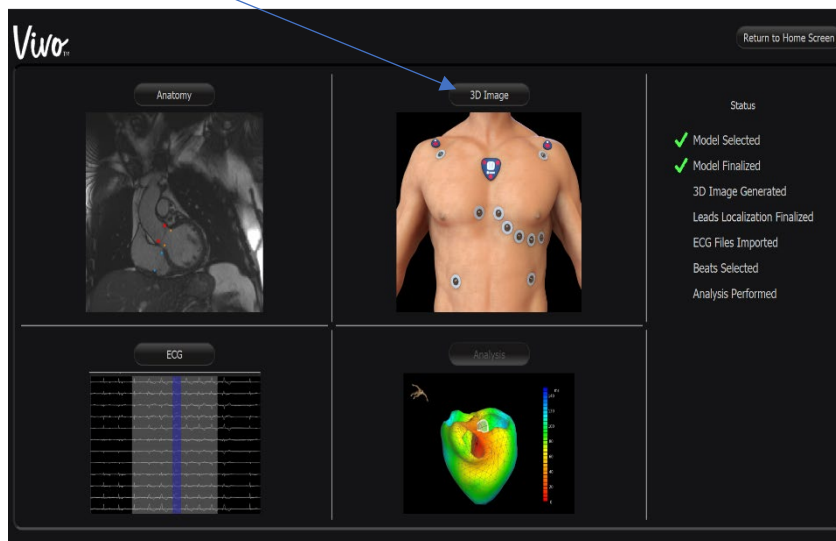 Vivo™
Return to Home Screen
Anatomy
3D Image
Status
Model Selected
Model Finalized
3D Image Generated
Leads Localization Finalized
ECG Files Imported
Beats Selected
Analysis Performed
ECG
Analysis